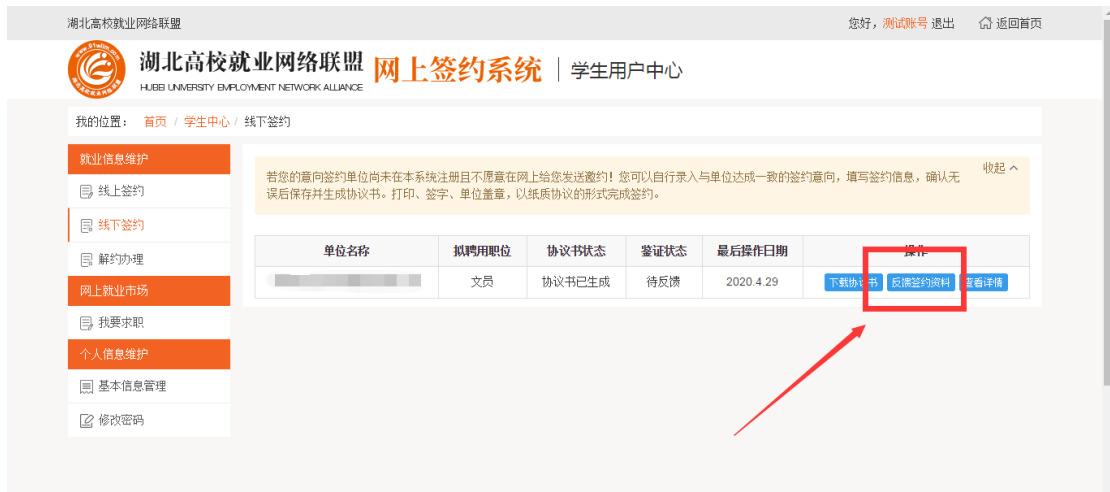 湖北高校就业网络联盟
您好，测试账号 退出 返回首页
湖北高校就业网络联盟 网上签约系统 学生用户中心
HUBEI UNIVERSITY EMPLOYMENT NETWORK ALLIANCE
我的位置： 首页 / 学生中心 / 线下签约
就业信息维护
线上签约
线下签约
解约办理
网上就业市场
我要求职
个人信息维护
基本信息管理
修改密码
若您的意向签约单位尚未在本系统注册且不愿意在网上给您发送邀约！您可以自行录入与单位达成一致的签约意向，填写签约信息，确认无
误后保存并生成协议书。打印、签字、单位盖章，以纸质协议的形式完成签约。
收起
单位名称 拟聘用职位 协议书状态 鉴证状态 最后操作日期 操作
文员 协议书已生成 待反馈 2020.4.29 下载协议书 反馈签约资料 查看详情